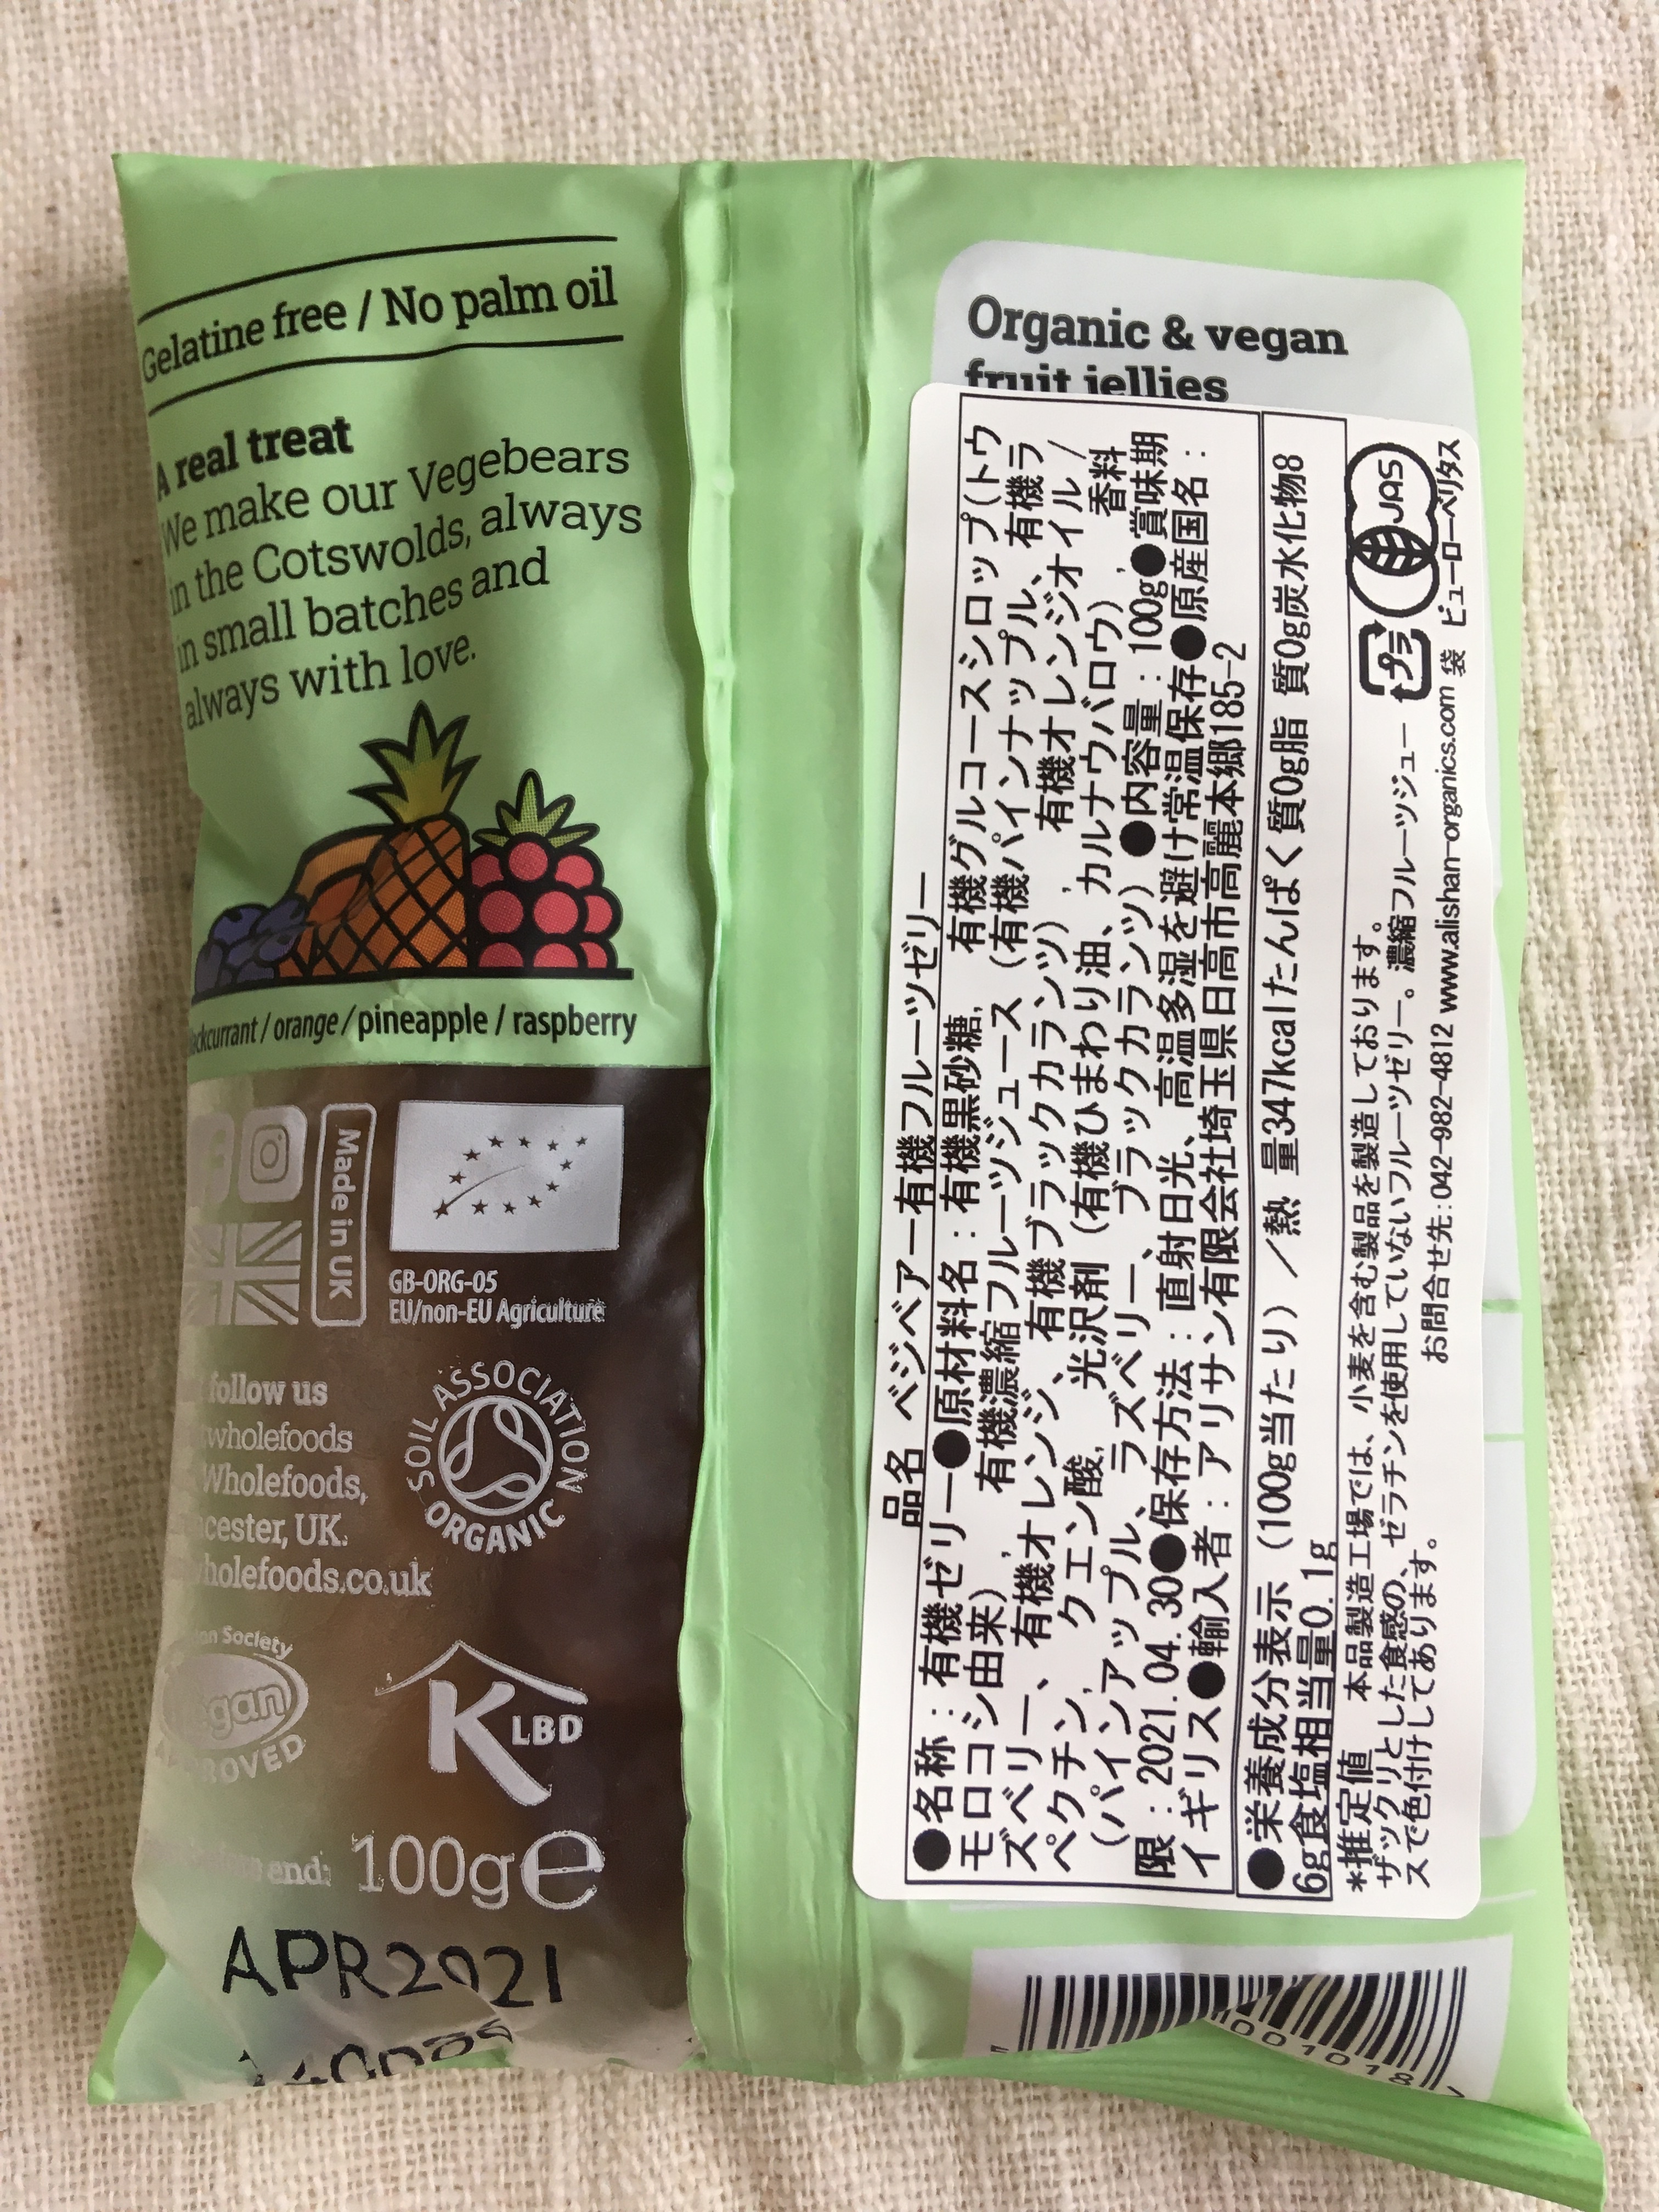 Gelatine free / No palm oil
A real treat
We make our Vegebears
in the Cotswolds, always
in small batches and
always with love.
/ orange / pineapple / raspberry
Made in UK
GB-ORG-05
EU/non-EU Agriculture
follow us
wholefoods
Wholefoods,
UK.
holefoods.co.uk
SOIL ASSOCIATION
ORGANIC
Society
K LBD
end:
100g e
APR 2021
Organic & vegan
fruit jellies
品名 ベジベアー有機フルーツゼリー
●名称：有機ゼリー●原材料名：有機黒砂糖, 有機グルコースシロップ(トウ
モロコシ由来), 有機濃縮フルーツジュース (有機パインナップル、有機ラ
ズベリー、有機オレンジ、有機ブラックカランツ), 有機オレンジオイル /
ペクチン, クエン酸, 光沢剤 (有機ひまわり油、カルナウバロウ), 香料
(パインアップル、ラズベリー、ブラックカランツ) ●内容量：100g●賞味期
限：2021.04.30●保存方法：直射日光、高温多湿を避け常温保存●原産国名：
イギリス●輸入者：アリサン有限会社埼玉県日高市高麗本郷185-2
●栄養成分表示 (100g当たり) ／熱 量347kcalたんぱく質0g脂 質0g炭水化物8
6g食塩相当量0.1g
*推定値 本品製造工場では、小麦を含む製品を製造しております。
ザックリとした食感の、ゼラチンを使用していないフルーツゼリー。濃縮フルーツジュー
スで色付けしてあります。
お問合せ先:042-982-4812 www.alishan-organics.com
プラ
袋
JAS
ビューローベリタス